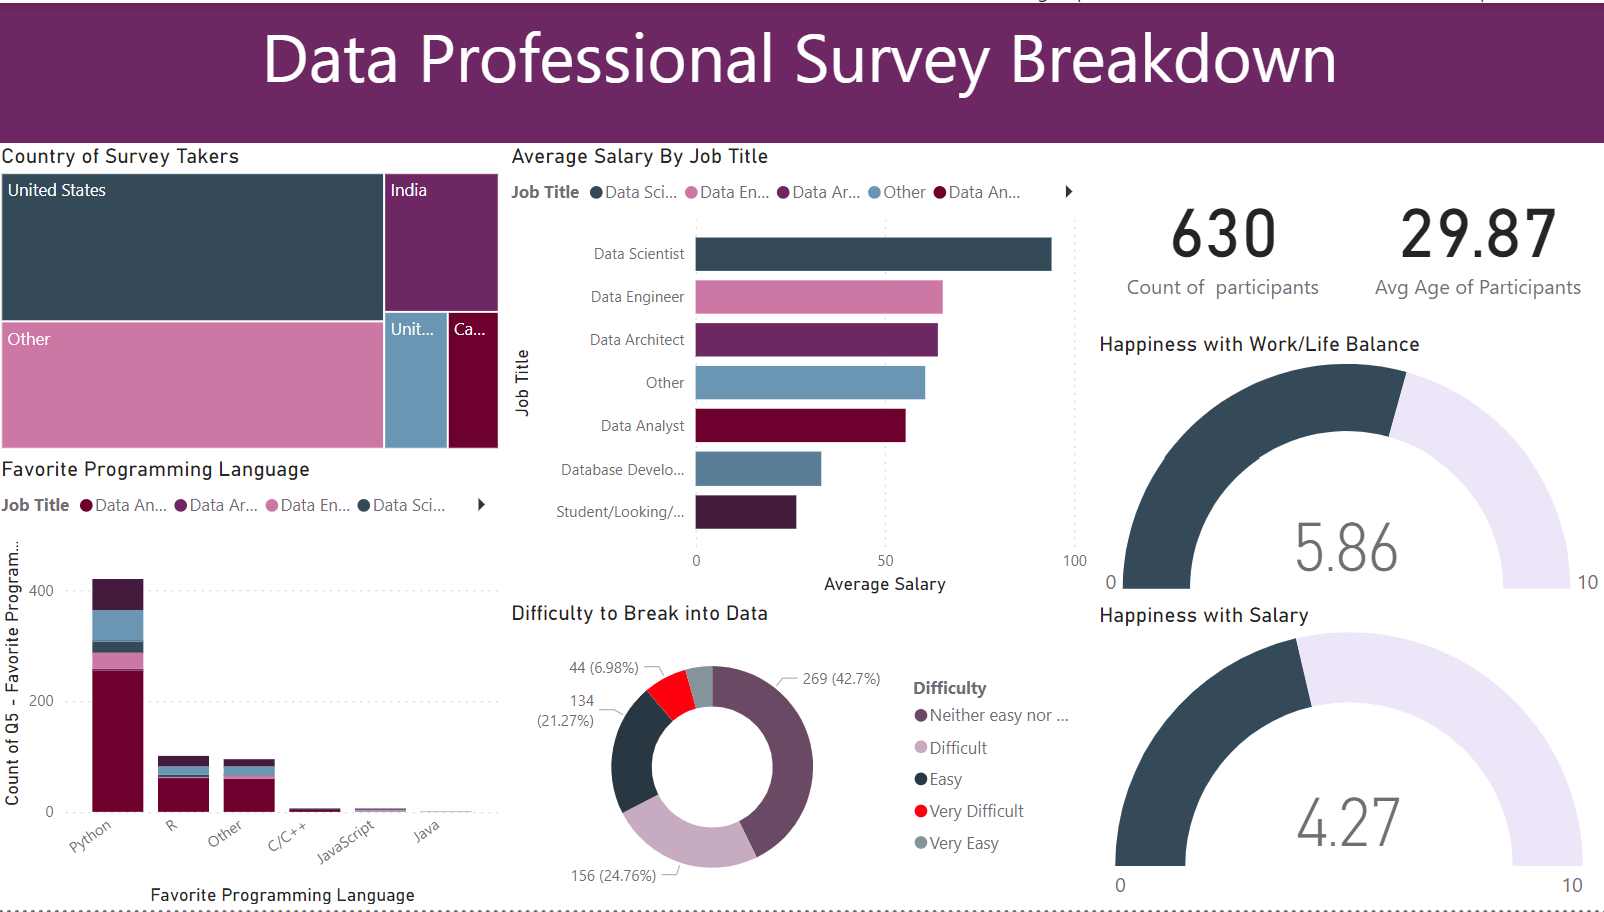 Data Professional Survey Breakdown
Country of Survey Takers
United States
India
Other
Unit...
Ca...
Favorite Programming Language
Job Title Data An... Data Ar... Data En... Data Sci...
Count of Q5 - Favorite Program...
400
200
0
Python
R
Other
C/C++
JavaScript
Java
Favorite Programming Language
Average Salary By Job Title
Job Title Data Sci... Data En... Data Ar... Other Data An...
Job Title
Data Scientist
Data Engineer
Data Architect
Other
Data Analyst
Database Develo...
Student/Looking/...
0 50 100
Average Salary
Difficulty to Break into Data
44 (6.98%)
134
(21.27%)
269 (42.7%)
156 (24.76%)
Difficulty
Neither easy nor ...
Difficult
Easy
Very Difficult
Very Easy
630
Count of participants
29.87
Avg Age of Participants
Happiness with Work/Life Balance
5.86
0 10
Happiness with Salary
4.27
0 10